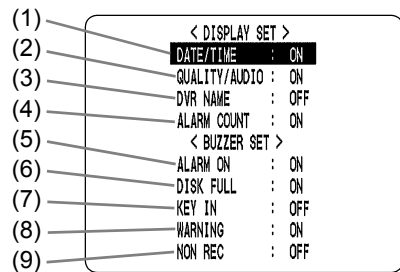 < DISPLAY SET >
(1) DATE/TIME : ON
(2) QUALITY/AUDIO : ON
(3) DVR NAME : OFF
(4) ALARM COUNT : ON
< BUZZER SET >
(5) ALARM ON : ON
(6) DISK FULL : ON
(7) KEY IN : OFF
(8) WARNING : ON
(9) NON REC : OFF